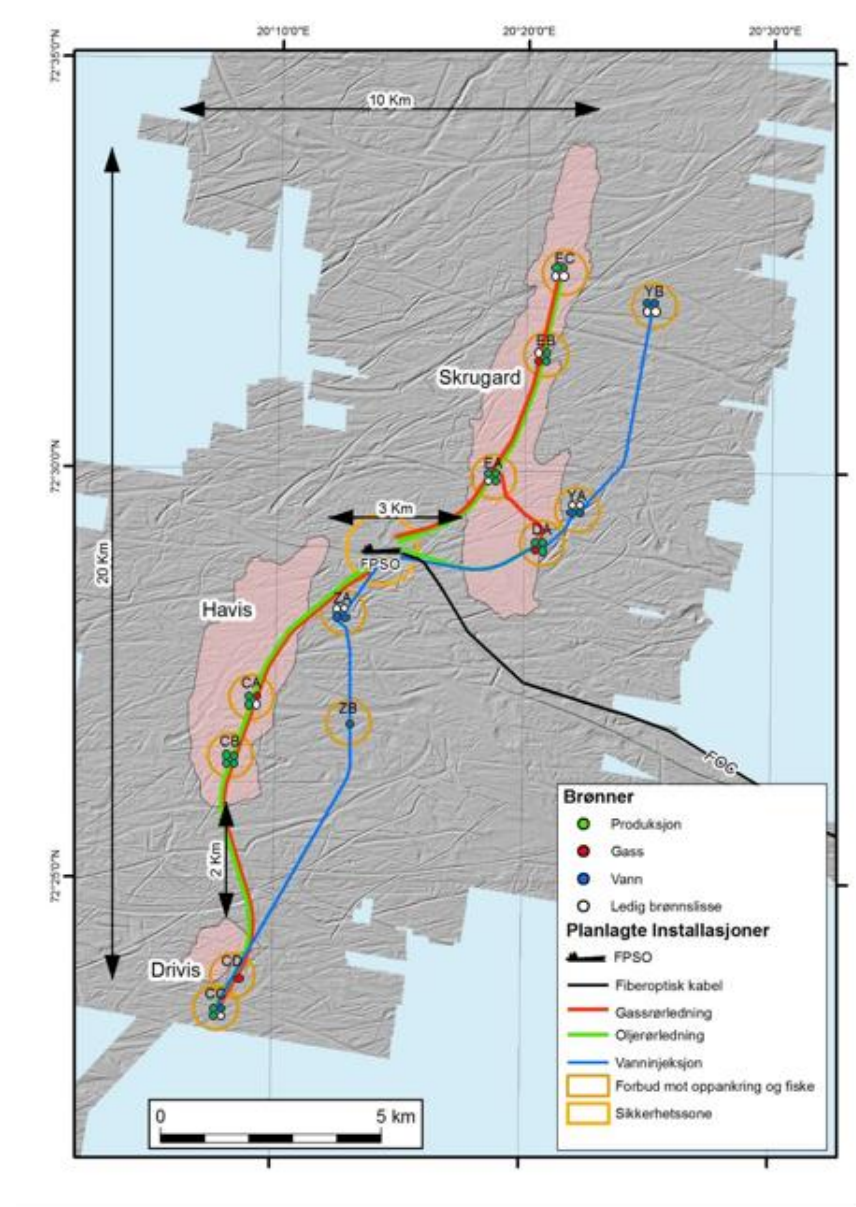 20°10'0"E
20°20'0"E
20°30'0"E
72°35'0"N
10 Km
EC
YB
EB
Skrugard
72°30'0"N
EA
YA
3 Km
DA
FPSO
20 Km
ZA
Havis
CA
ZB
CB
FOC
2 Km
72°25'0"N
Drivis
CD
CC
Brønner
Produksjon
Gass
Vann
Ledig brønnslisse
Planlagte Installasjoner
FPSO
Fiberoptisk kabel
Gassrørledning
Oljerørledning
Vanninjeksjon
Forbud mot oppankring og fiske
Sikkerhetssone
0
5 km